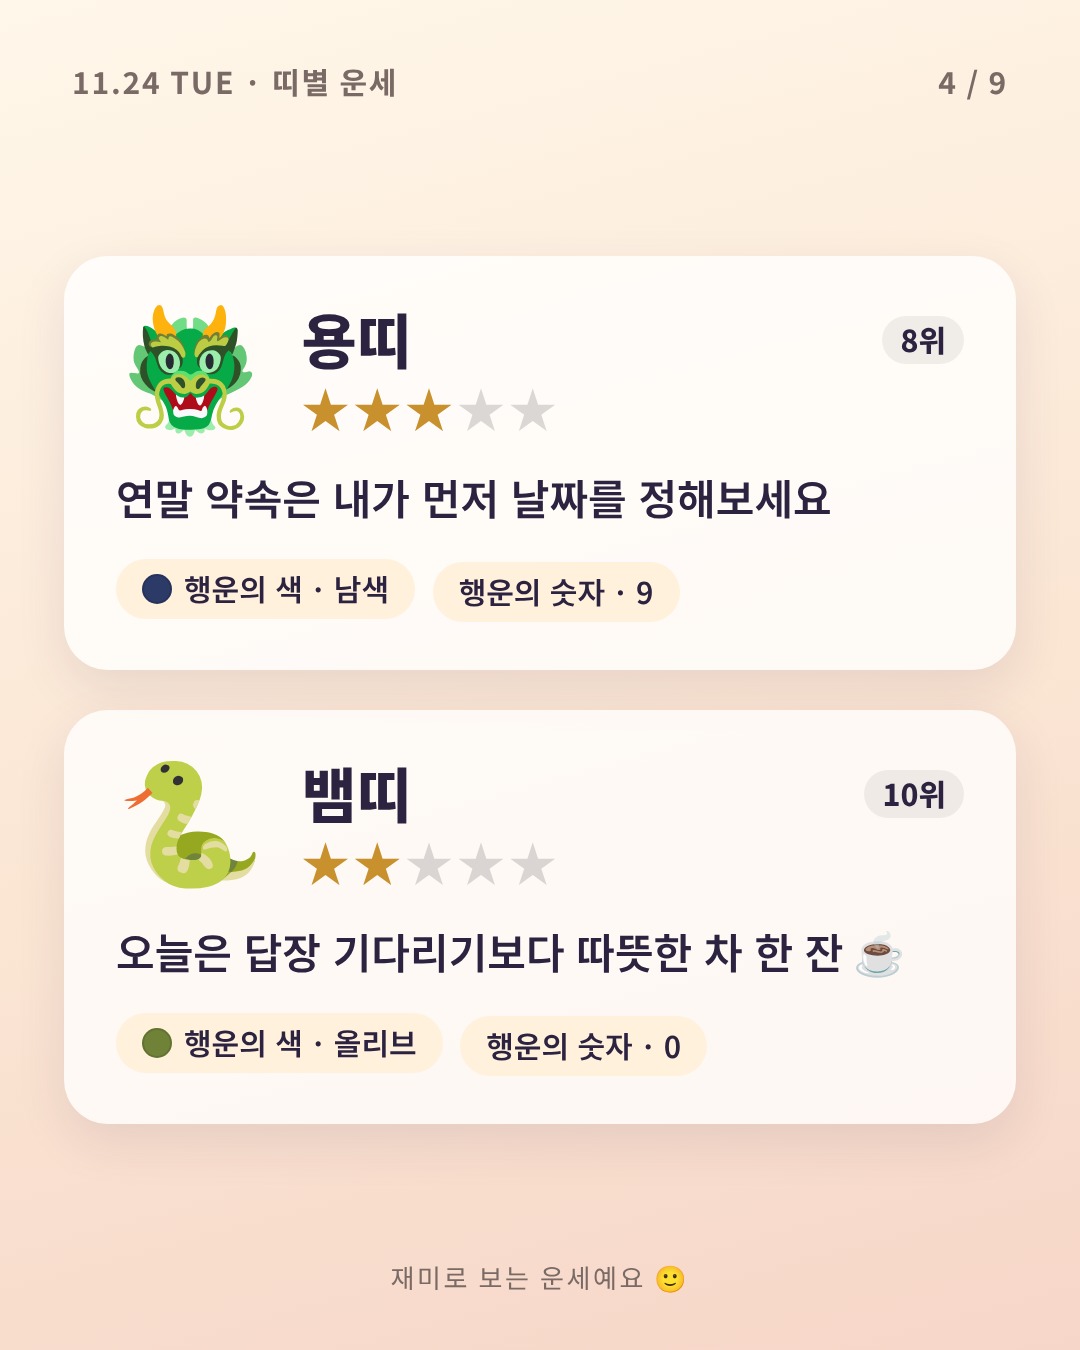 11.24 TUE · 띠별 운세
4 / 9
용띠
8위
★★★★★
연말 약속은 내가 먼저 날짜를 정해보세요
행운의 색 · 남색
행운의 숫자 · 9
뱀띠
10위
★★★★★
오늘은 답장 기다리기보다 따뜻한 차 한 잔 ☕
행운의 색 · 올리브
행운의 숫자 · 0
재미로 보는 운세예요 🙂